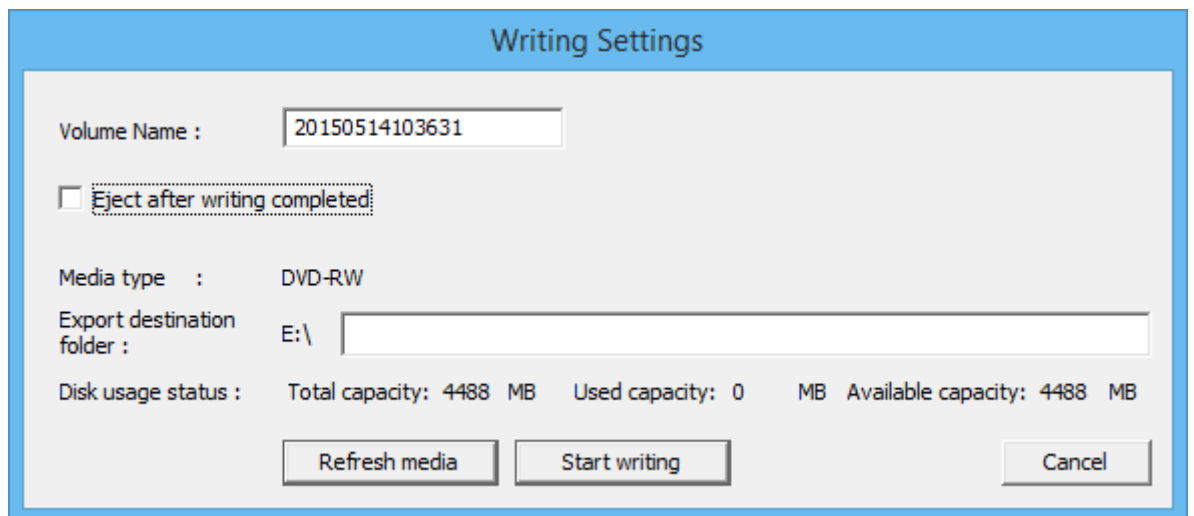 Writing Settings
Volume Name : 20150514103631
Eject after writing completed
Media type : DVD-RW
Export destination
folder : E:\
Disk usage status : Total capacity: 4488 MB Used capacity: 0 MB Available capacity: 4488 MB
Refresh media Start writing Cancel